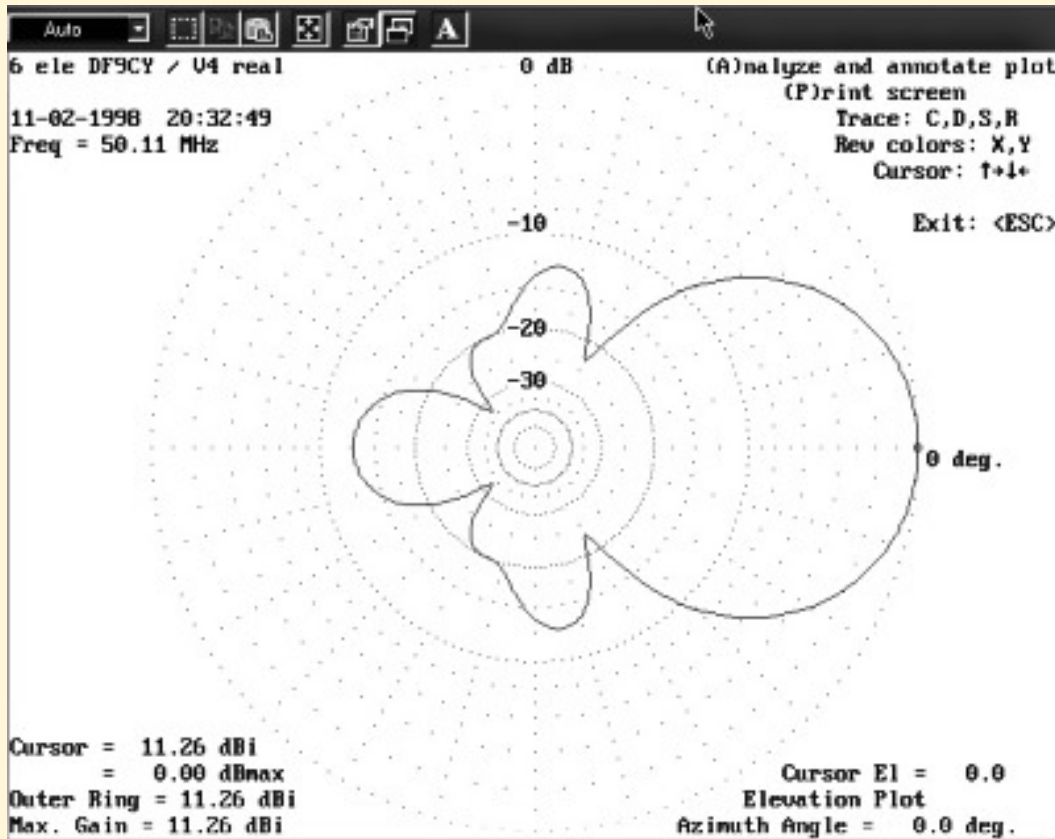 Auto
A
6 ele DF9CY / V4 real
0 dB
(A)nalyze and annotate plot
(P)rint screen
11-02-1998 20:32:49
Trace: C,D,S,R
Freq = 50.11 MHz
Rev colors: X,Y
Cursor: ↑→↓←
-10
Exit: <ESC>
-20
-30
0 deg.
Cursor = 11.26 dBi
= 0.00 dBmax
Cursor El = 0.0
Outer Ring = 11.26 dBi
Elevation Plot
Max. Gain = 11.26 dBi
Azimuth Angle = 0.0 deg.